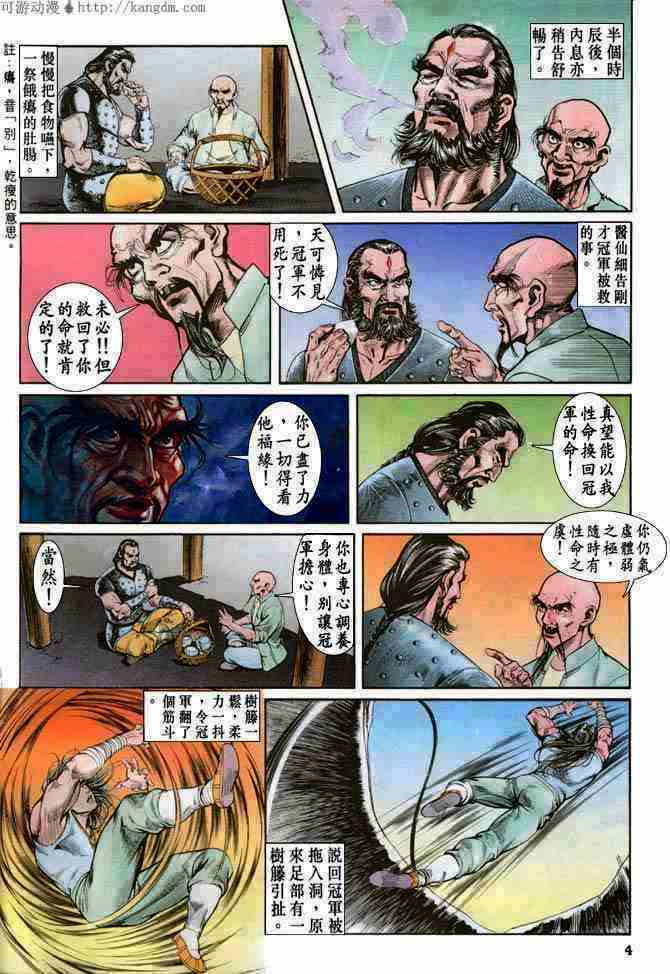 可游动漫 http://kangdm.com
半個時
辰後，
內息亦
稍告舒
暢了。
慢慢把食物嚥下，
一祭餓癟的肚腸。
註：癟，音「別」，乾瘦的意思。
醫仙細告剛
才冠軍被救
的事。
天可憐見
，冠軍不
用死了！
未必！！但
救回了你
的命就肯
定的了！
真望能以我
性命換回冠
軍的命！
你已盡了力
，一切得看
他福緣！
你仍氣
虛體弱
之極，
隨時有
性命之
虞！
你也專心調養
身體，別讓冠
軍擔心！
當然！
說回冠軍被
拖入洞，原
來足部有一
樹籐引扯。
樹籐一
鬆，柔
力一抖
，令冠
軍翻了
個筋斗
。
4